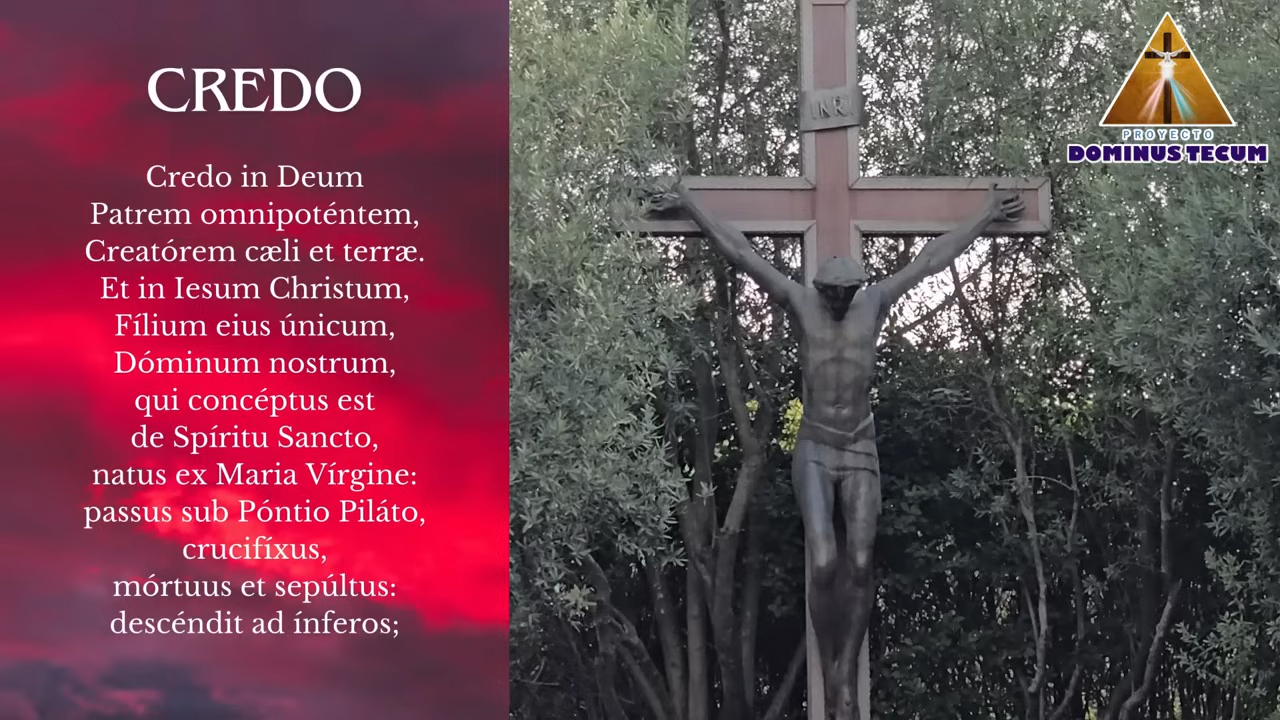 CREDO
Credo in Deum
Patrem omnipoténtem,
Creatórem cæli et terræ.
Et in Iesum Christum,
Fílium eius únicum,
Dóminum nostrum,
qui concéptus est
de Spíritu Sancto,
natus ex Maria Vírgine:
passus sub Póntio Piláto,
crucifíxus,
mórtuus et sepúltus:
descéndit ad ínferos;
INRI
PROYECTO
DOMINUS TECUM